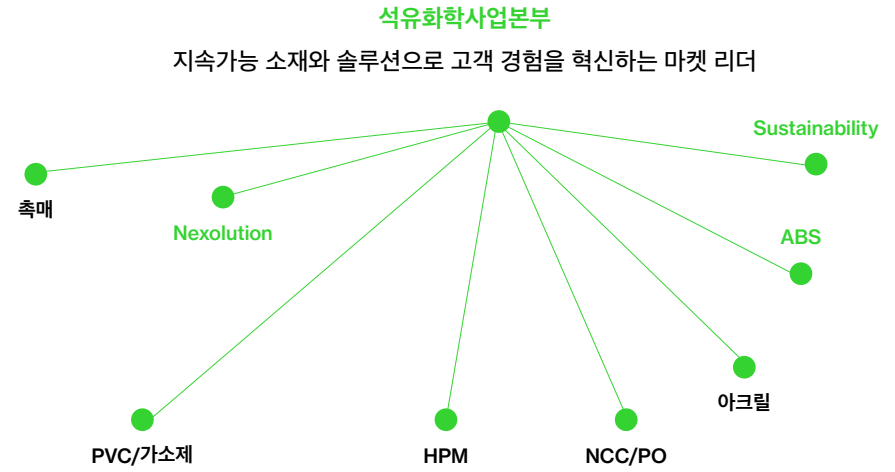 석유화학사업본부
지속가능 소재와 솔루션으로 고객 경험을 혁신하는 마켓 리더
Sustainability
촉매
Nexolution
ABS
아크릴
PVC/가소제
HPM
NCC/PO